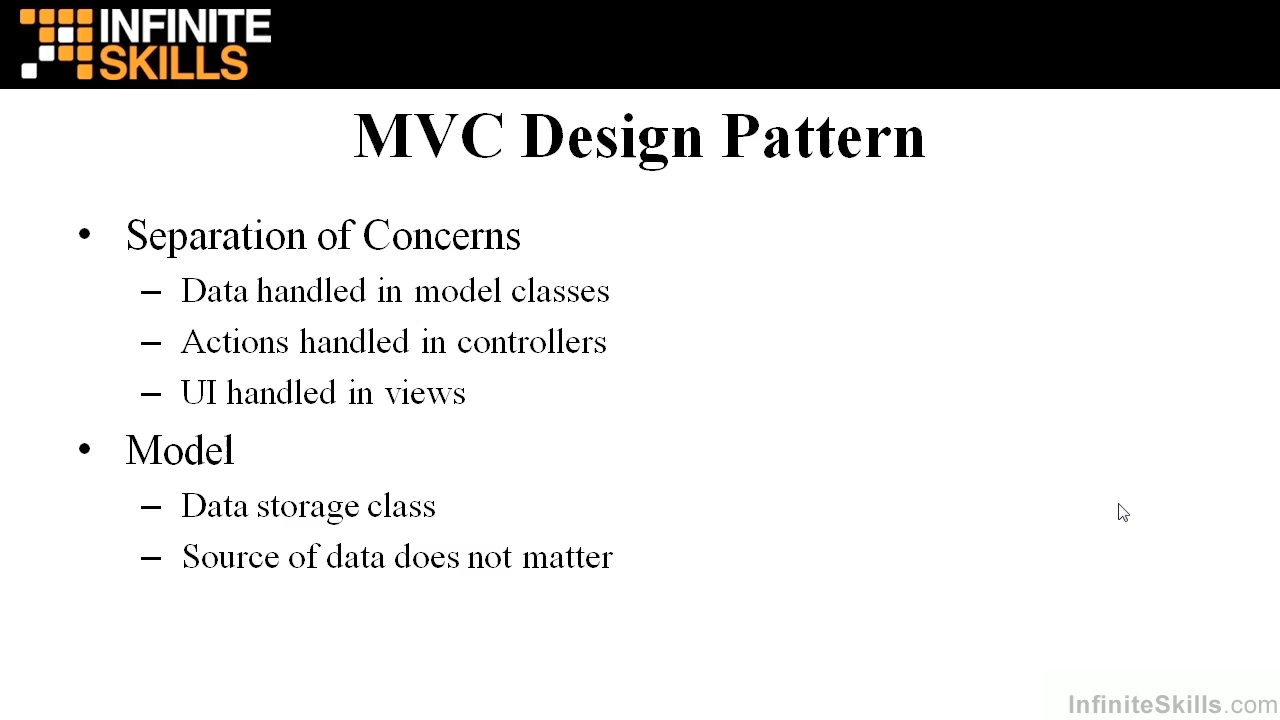 INFINITE
SKILLS
MVC Design Pattern
• Separation of Concerns
– Data handled in model classes
– Actions handled in controllers
– UI handled in views
• Model
– Data storage class
– Source of data does not matter
InfiniteSkills.com